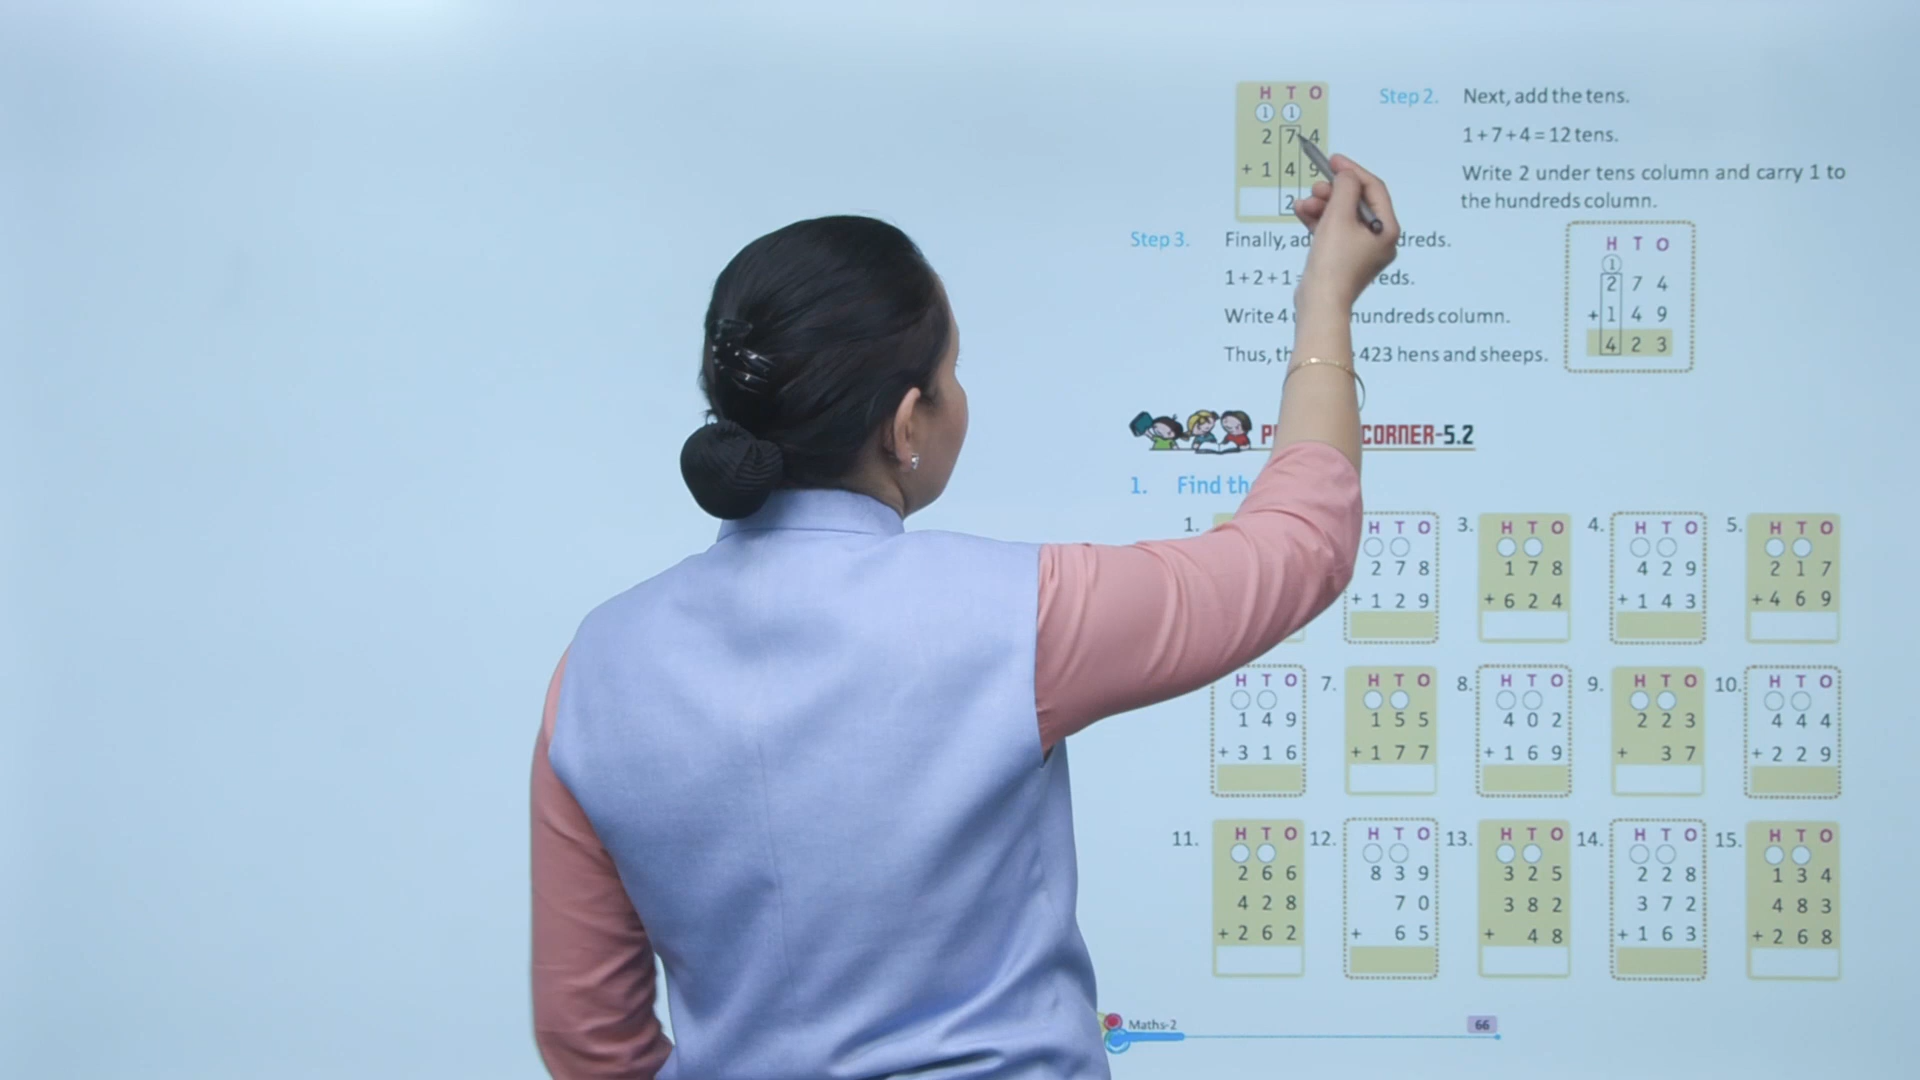 H T O
1 1
2 7 4
+ 1 4 9
2
Step 2. Next, add the tens.
1 + 7 + 4 = 12 tens.
Write 2 under tens column and carry 1 to
the hundreds column.
Step 3. Finally,
1 + 2 + 1
Write 4 hundreds column.
Thus, 423 hens and sheeps.
H T O
1
2 7 4
+ 1 4 9
4 2 3
CORNER-5.2
1. Find
1.
H T O
2 7 8
+ 1 2 9
3. H T O
1 7 8
+ 6 2 4
4. H T O
4 2 9
+ 1 4 3
5. H T O
2 1 7
+ 4 6 9
H T O
1 4 9
+ 3 1 6
7. H T O
1 5 5
+ 1 7 7
8. H T O
4 0 2
+ 1 6 9
9. H T O
2 2 3
+ 3 7
10. H T O
4 4 4
+ 2 2 9
11. H T O
2 6 6
4 2 8
+ 2 6 2
12. H T O
8 3 9
7 0
+ 6 5
13. H T O
3 2 5
3 8 2
+ 4 8
14. H T O
2 2 8
3 7 2
+ 1 6 3
15. H T O
1 3 4
4 8 3
+ 2 6 8
Maths-2
66